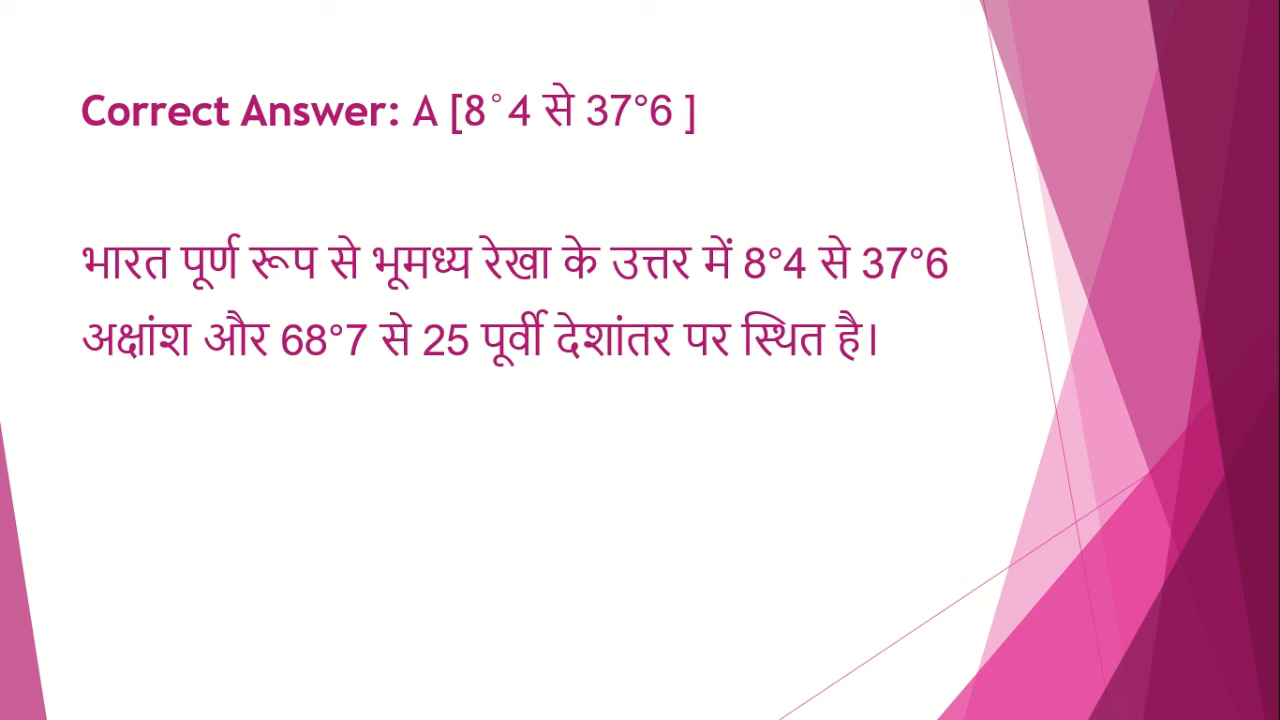 Correct Answer: A [8°4 से 37°6 ]
भारत पूर्ण रूप से भूमध्य रेखा के उत्तर में 8°4 से 37°6
अक्षांश और 68°7 से 25 पूर्वी देशांतर पर स्थित है।